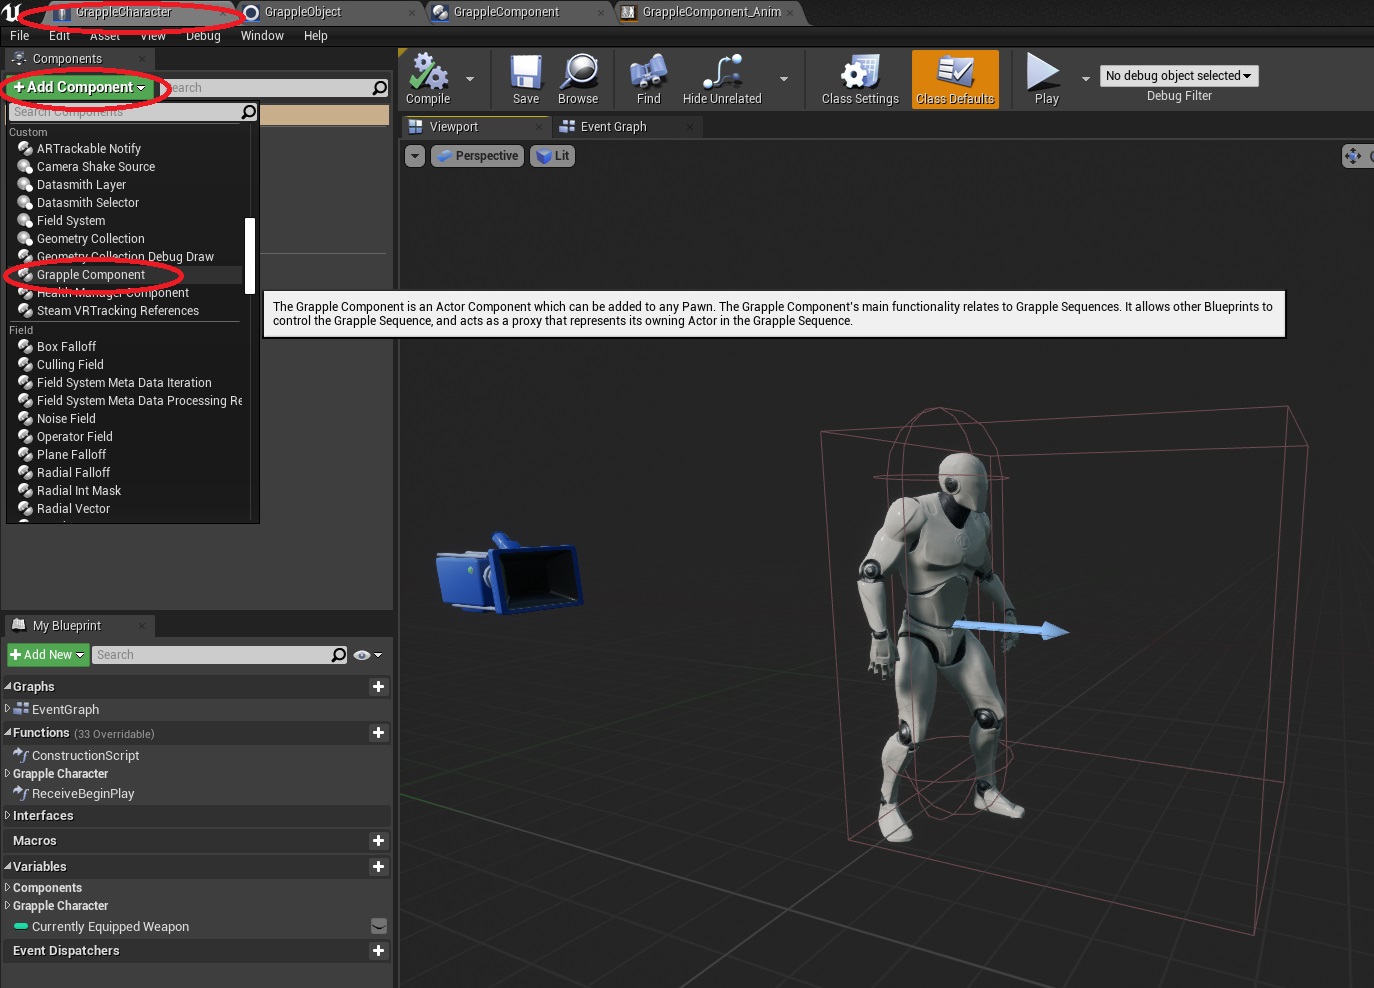 GrappleCharacter
GrappleObject
GrappleComponent
GrappleComponent_Anim
File
Edit
Asset
View
Debug
Window
Help
Components
+Add Component
Search
Search Components
Custom
ARTrackable Notify
Camera Shake Source
Datasmith Layer
Datasmith Selector
Field System
Geometry Collection
Geometry Collection Debug Draw
Grapple Component
Health Manager Component
Steam VRTracking References
Field
Box Falloff
Culling Field
Field System Meta Data Iteration
Field System Meta Data Processing Re
Noise Field
Operator Field
Plane Falloff
Radial Falloff
Radial Int Mask
Radial Vector
Compile
Save
Browse
Find
Hide Unrelated
Class Settings
Class Defaults
Play
No debug object selected
Debug Filter
Viewport
Event Graph
Perspective
Lit
The Grapple Component is an Actor Component which can be added to any Pawn. The Grapple Component's main functionality relates to Grapple Sequences. It allows other Blueprints to
control the Grapple Sequence, and acts as a proxy that represents its owning Actor in the Grapple Sequence.
My Blueprint
+Add New
Search
Graphs
EventGraph
Functions (33 Overridable)
ConstructionScript
Grapple Character
ReceiveBeginPlay
Interfaces
Macros
Variables
Components
Grapple Character
Currently Equipped Weapon
Event Dispatchers